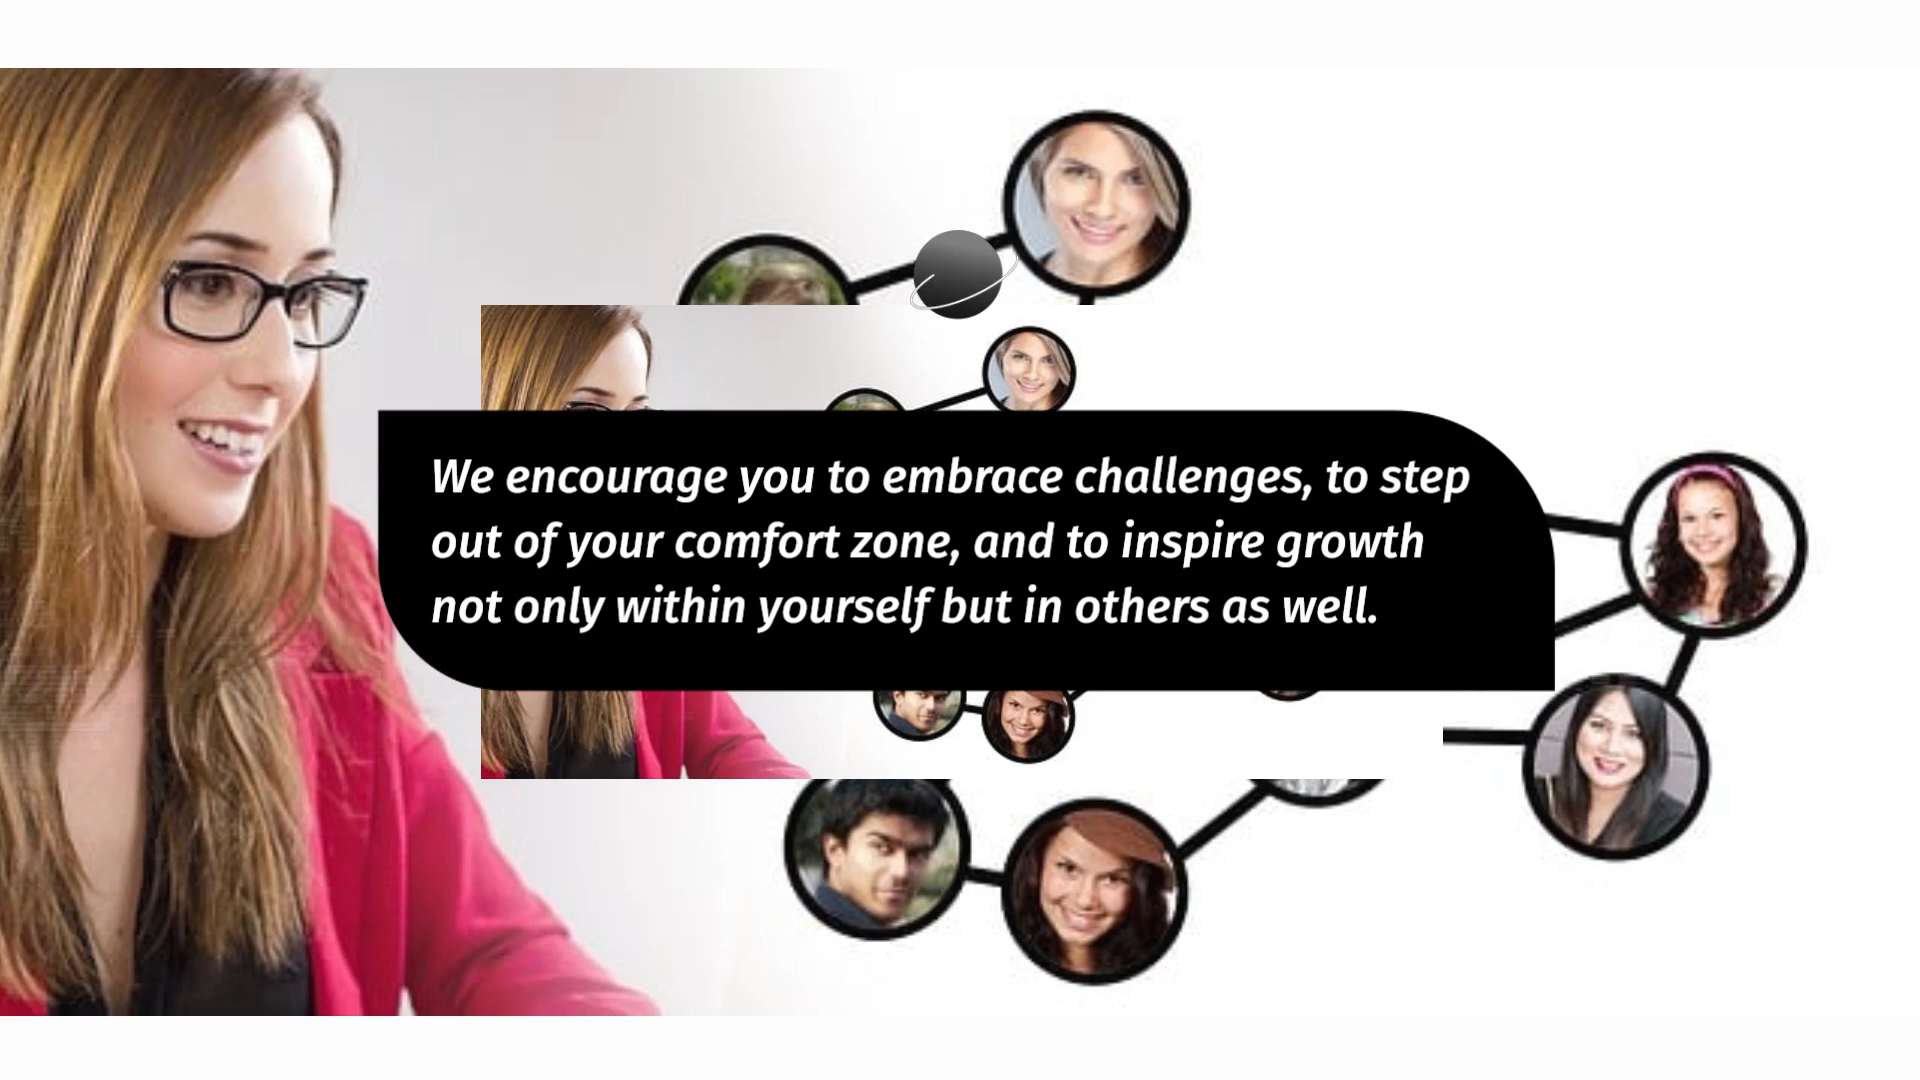 We encourage you to embrace challenges, to step
out of your comfort zone, and to inspire growth
not only within yourself but in others as well.